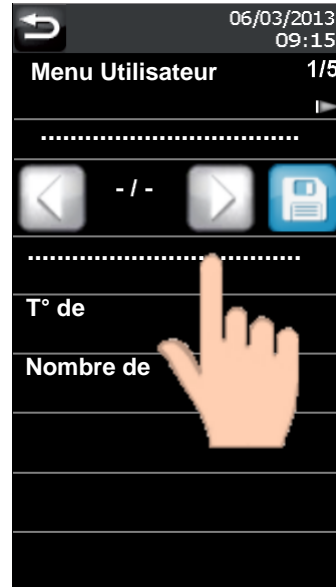 06/03/2013
09:15
Menu Utilisateur 1/5
...................................
- / -
.....................................
T° de
Nombre de